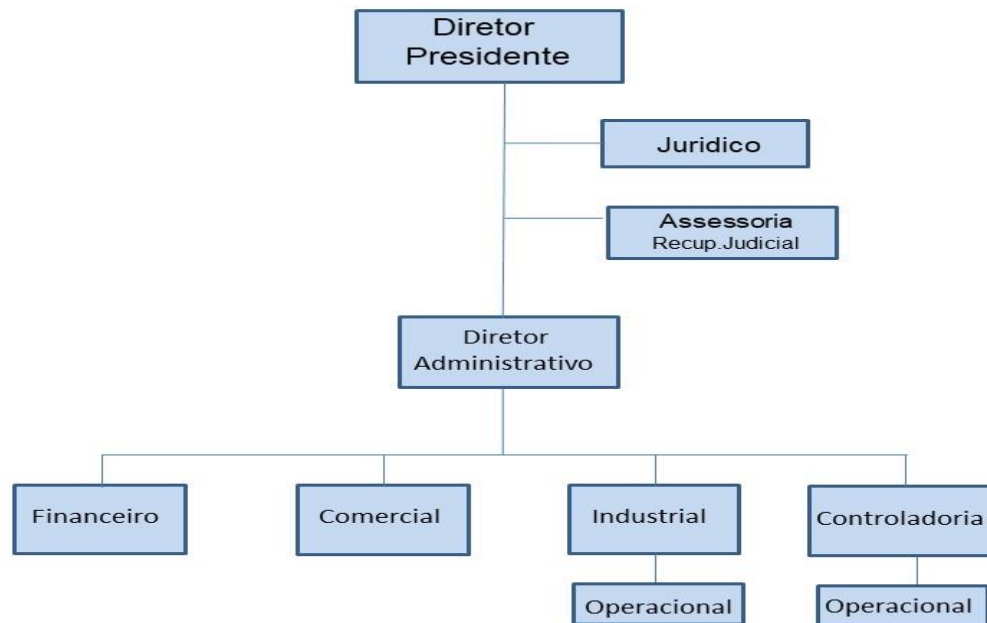 Diretor
Presidente
Juridico
Assessoria
Recup.Judicial
Diretor
Administrativo
Financeiro
Comercial
Industrial
Controladoria
Operacional
Operacional